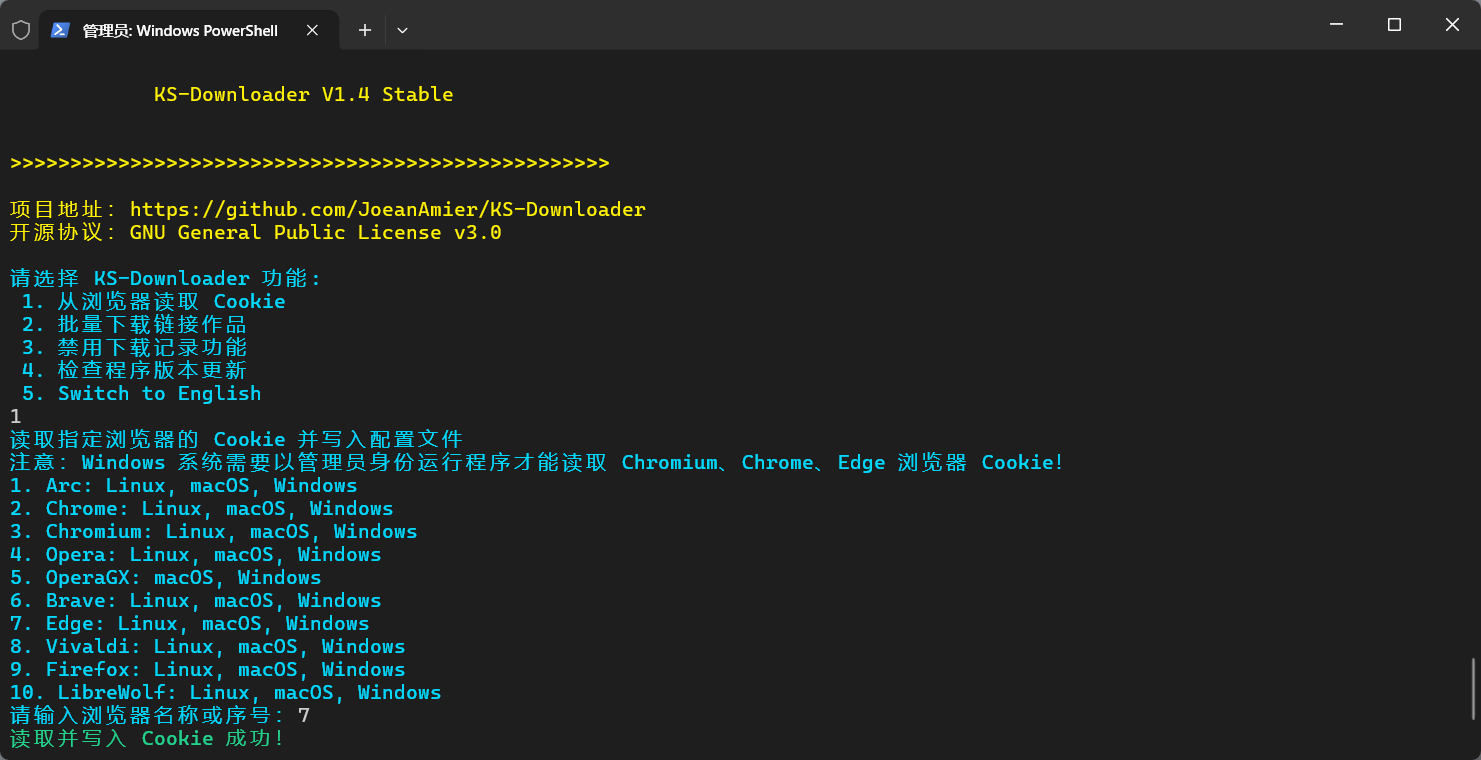 管理员: Windows PowerShell
KS-Downloader V1.4 Stable
>>>>>>>>>>>>>>>>>>>>>>>>>>>>>>>>>>>>>>>>>>>>>>>>>>
项目地址：https://github.com/JoeanAmier/KS-Downloader
开源协议：GNU General Public License v3.0
请选择 KS-Downloader 功能：
1. 从浏览器读取 Cookie
2. 批量下载链接作品
3. 禁用下载记录功能
4. 检查程序版本更新
5. Switch to English
1
读取指定浏览器的 Cookie 并写入配置文件
注意：Windows 系统需要以管理员身份运行程序才能读取 Chromium、Chrome、Edge 浏览器 Cookie！
1. Arc: Linux, macOS, Windows
2. Chrome: Linux, macOS, Windows
3. Chromium: Linux, macOS, Windows
4. Opera: Linux, macOS, Windows
5. OperaGX: macOS, Windows
6. Brave: Linux, macOS, Windows
7. Edge: Linux, macOS, Windows
8. Vivaldi: Linux, macOS, Windows
9. Firefox: Linux, macOS, Windows
10. LibreWolf: Linux, macOS, Windows
请输入浏览器名称或序号：7
读取并写入 Cookie 成功！